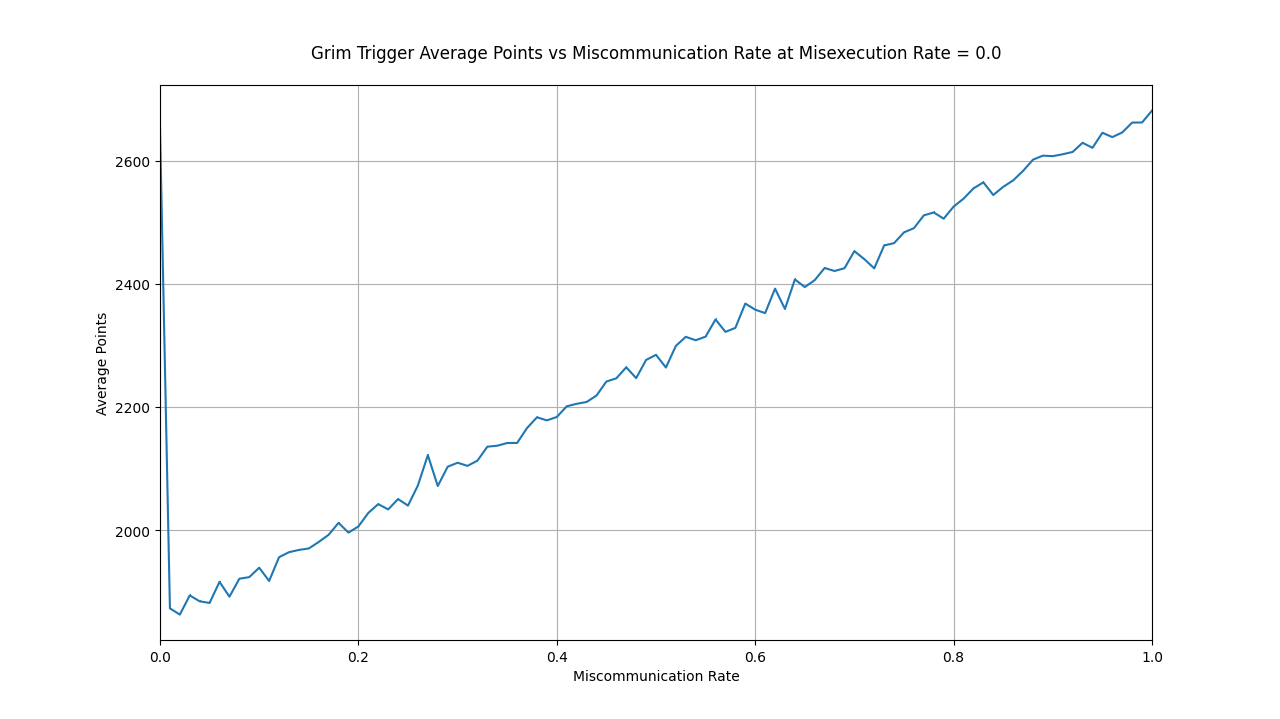 Grim Trigger Average Points vs Miscommunication Rate at Misexecution Rate = 0.0
2600
2400
2200
2000
Average Points
0.0 0.2 0.4 0.6 0.8 1.0
Miscommunication Rate